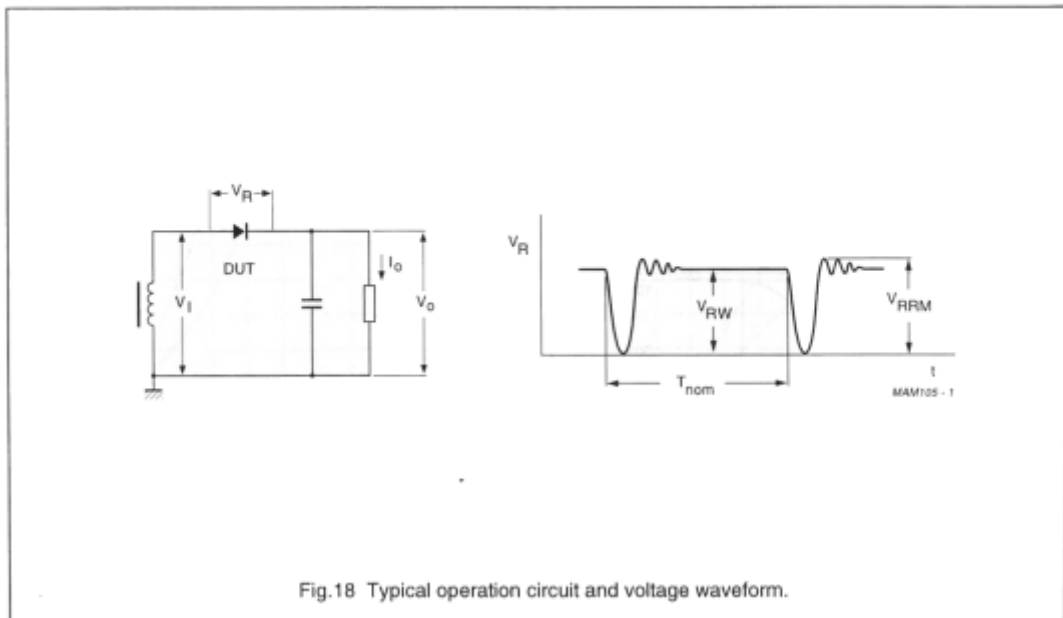 V_R
DUT
V_I
I_o
V_o
V_R
V_RW
V_RRM
T_nom
t
MAM105 - 1
Fig.18 Typical operation circuit and voltage waveform.